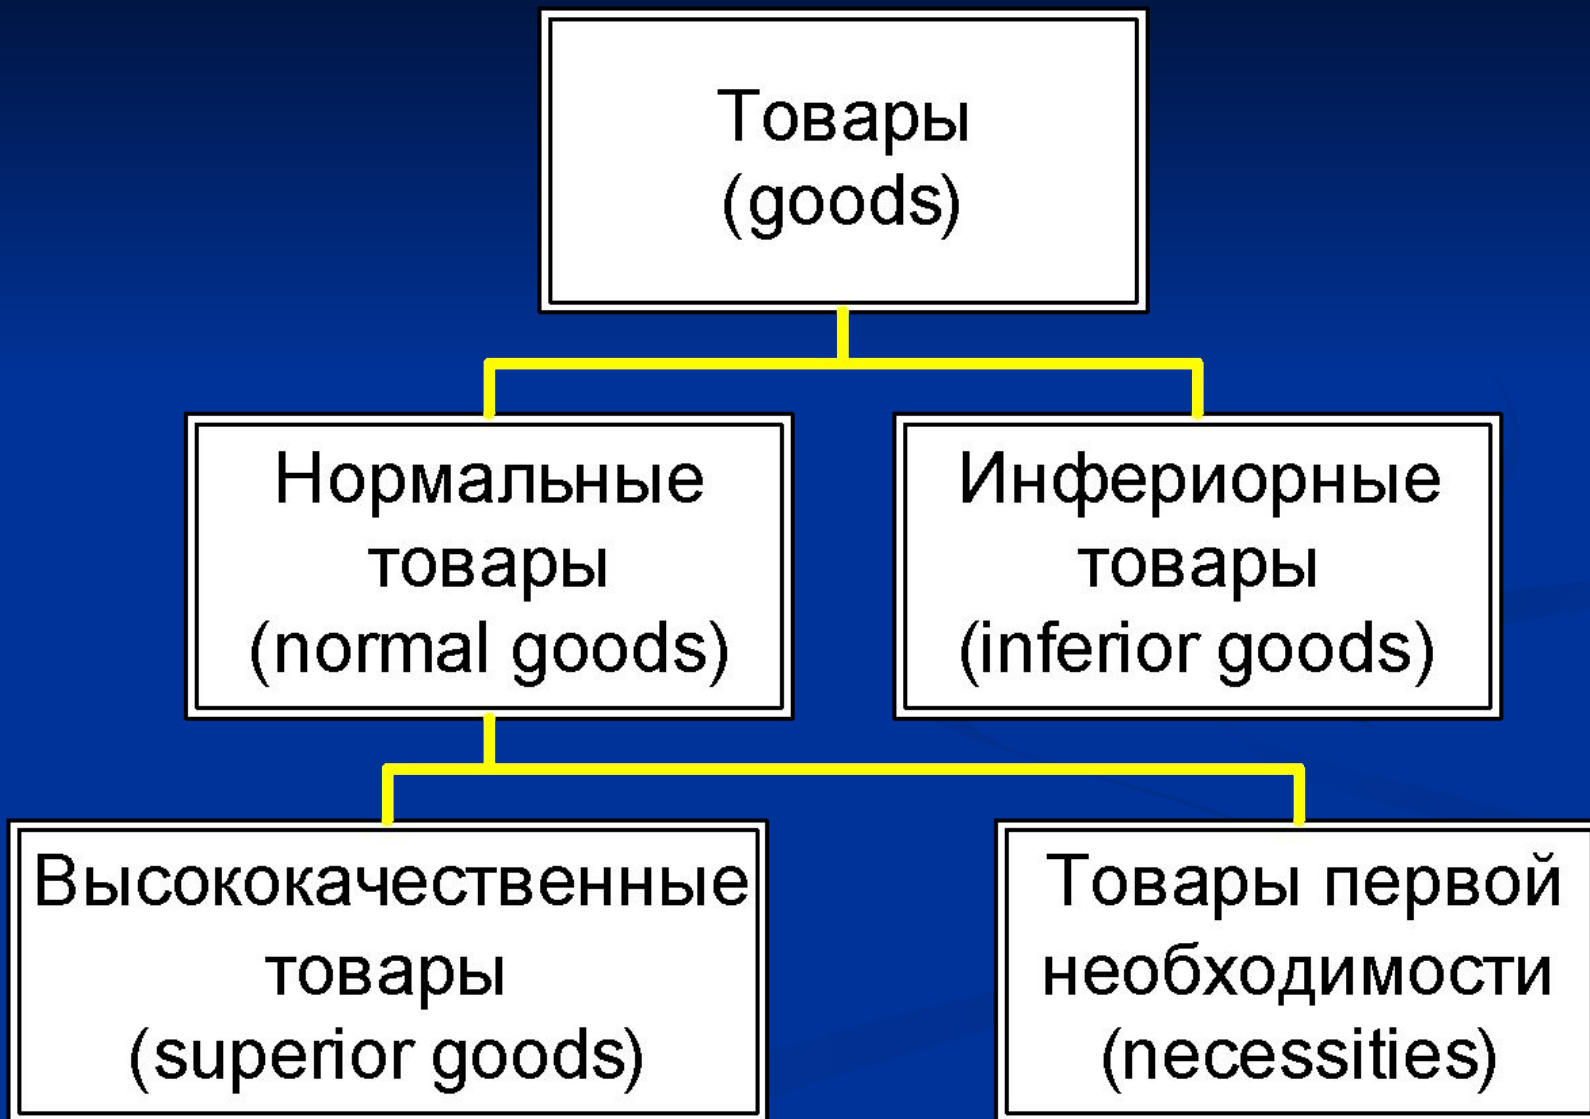 Товары
(goods)
Нормальные
товары
(normal goods)
Инфериорные
товары
(inferior goods)
Высококачественные
товары
(superior goods)
Товары первой
необходимости
(necessities)